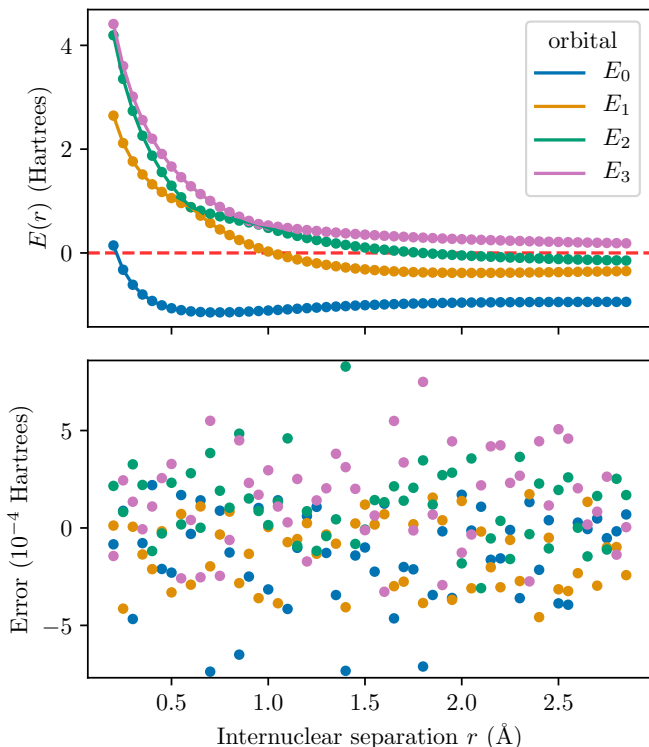 orbital
E₀
E₁
E₂
E₃
E(r) (Hartrees)
4
2
0
Error (10⁻⁴ Hartrees)
5
0
−5
0.5 1.0 1.5 2.0 2.5
Internuclear separation r (Å)